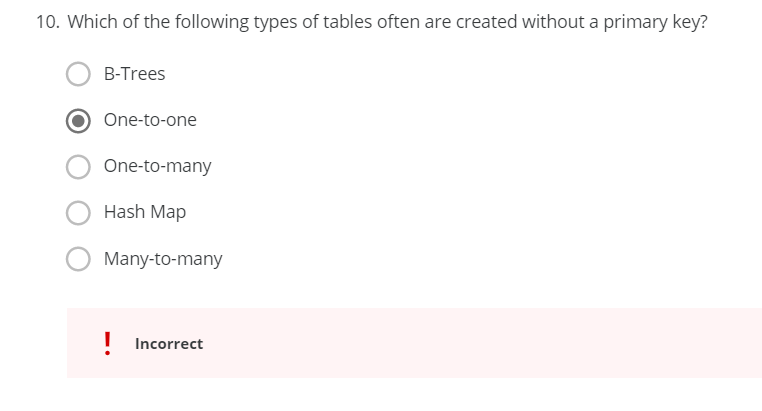 10. Which of the following types of tables often are created without a primary key?
B-Trees
One-to-one
One-to-many
Hash Map
Many-to-many
! Incorrect